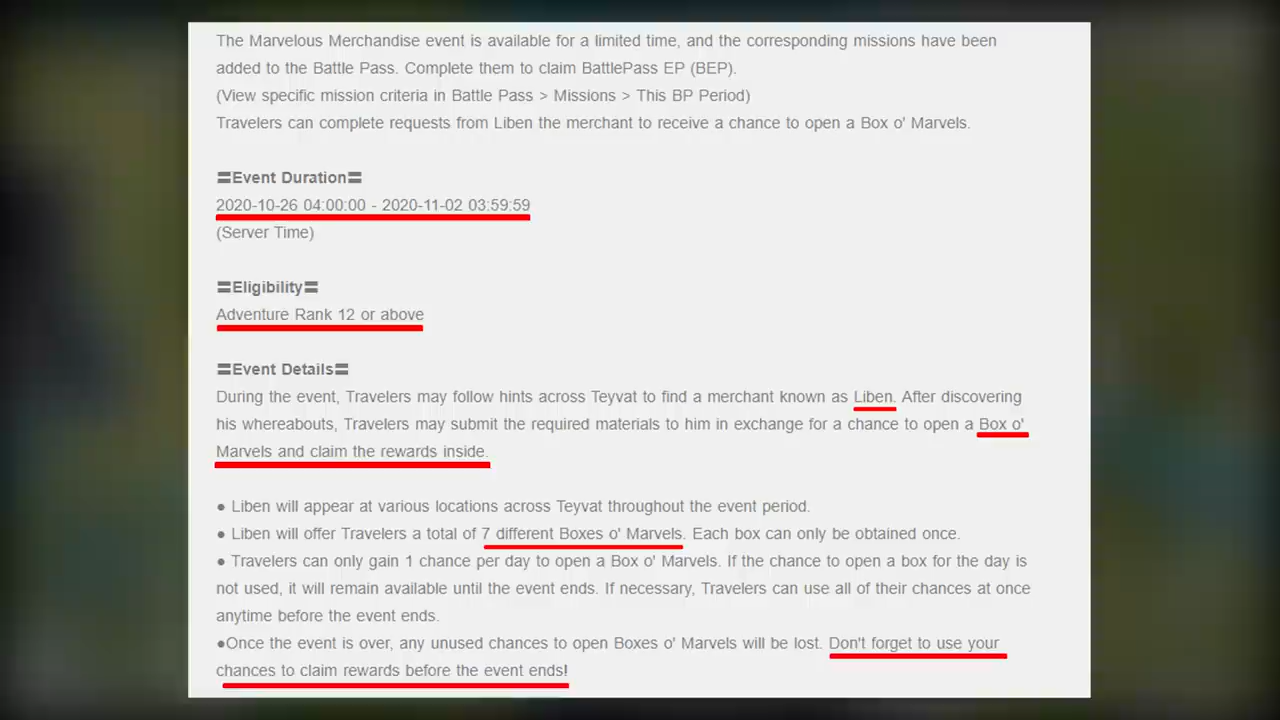 The Marvelous Merchandise event is available for a limited time, and the corresponding missions have been
added to the Battle Pass. Complete them to claim BattlePass EP (BEP).
(View specific mission criteria in Battle Pass > Missions > This BP Period)
Travelers can complete requests from Liben the merchant to receive a chance to open a Box o' Marvels.
〓Event Duration〓
2020-10-26 04:00:00 - 2020-11-02 03:59:59
(Server Time)
〓Eligibility〓
Adventure Rank 12 or above
〓Event Details〓
During the event, Travelers may follow hints across Teyvat to find a merchant known as Liben. After discovering
his whereabouts, Travelers may submit the required materials to him in exchange for a chance to open a Box o'
Marvels and claim the rewards inside.
● Liben will appear at various locations across Teyvat throughout the event period.
● Liben will offer Travelers a total of 7 different Boxes o' Marvels. Each box can only be obtained once.
● Travelers can only gain 1 chance per day to open a Box o' Marvels. If the chance to open a box for the day is
not used, it will remain available until the event ends. If necessary, Travelers can use all of their chances at once
anytime before the event ends.
●Once the event is over, any unused chances to open Boxes o' Marvels will be lost. Don't forget to use your
chances to claim rewards before the event ends!